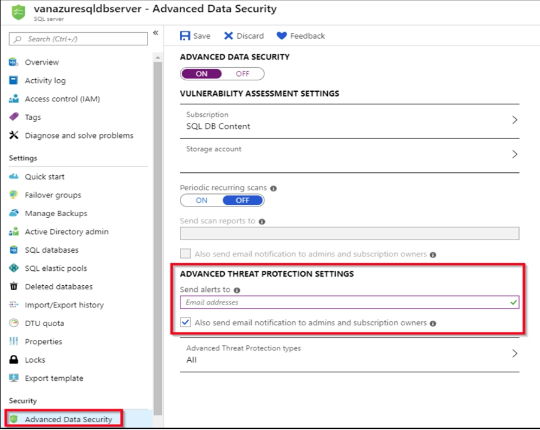 vanazuresqldbserver - Advanced Data Security
SQL server
Search (Ctrl+/)
«
Overview
Activity log
Access control (IAM)
Tags
Diagnose and solve problems
Settings
Quick start
Failover groups
Manage Backups
Active Directory admin
SQL databases
SQL elastic pools
Deleted databases
Import/Export history
DTU quota
Properties
Locks
Export template
Security
Advanced Data Security
Save Discard Feedback
ADVANCED DATA SECURITY
ON OFF
VULNERABILITY ASSESSMENT SETTINGS
Subscription
SQL DB Content
Storage account
Periodic recurring scans
ON OFF
Send scan reports to
Also send email notification to admins and subscription owners
ADVANCED THREAT PROTECTION SETTINGS
Send alerts to
Email addresses
Also send email notification to admins and subscription owners
Advanced Threat Protection types
All